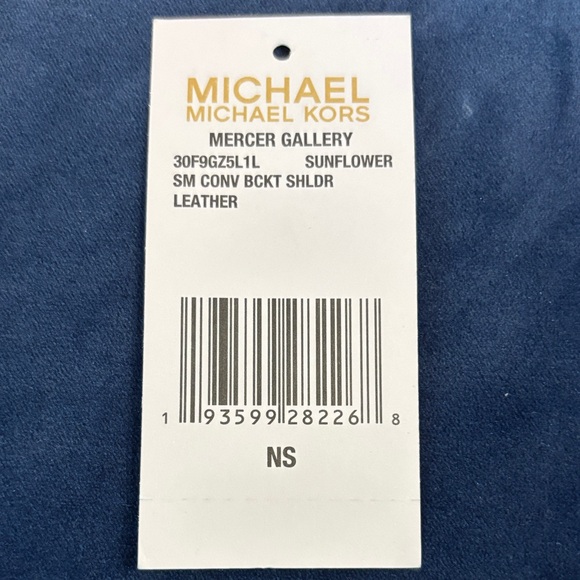 MICHAEL
MICHAEL KORS
MERCER GALLERY
30F9GZ5L1L SUNFLOWER
SM CONV BCKT SHLDR
LEATHER
1 93599 28226 8
NS